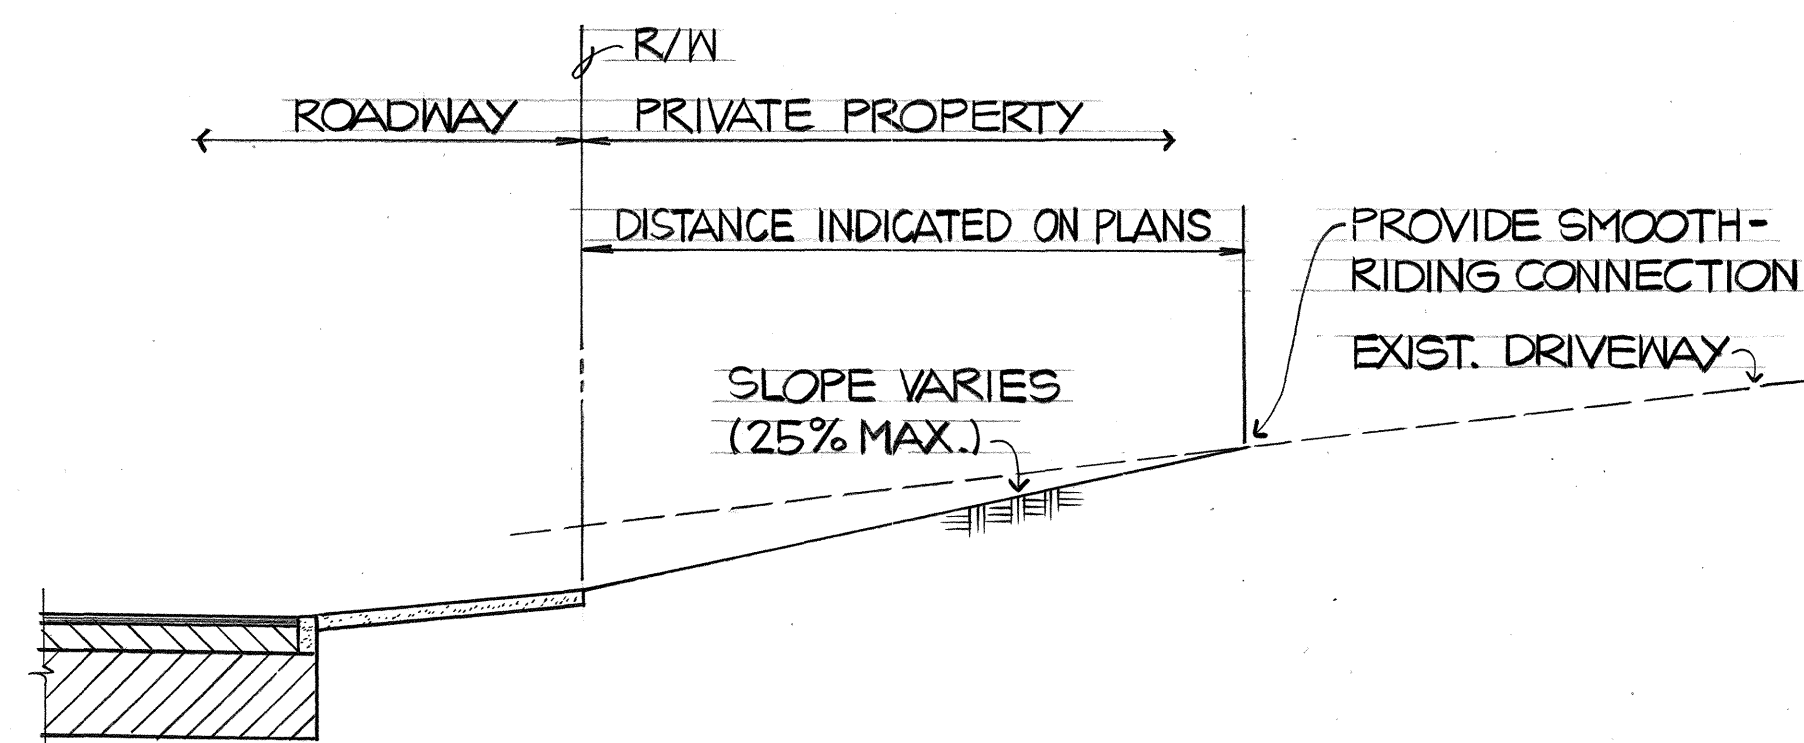 R/W
ROADWAY
PRIVATE PROPERTY
DISTANCE INDICATED ON PLANS
PROVIDE SMOOTH-
RIDING CONNECTION
EXIST. DRIVEWAY
SLOPE VARIES
(25% MAX.)